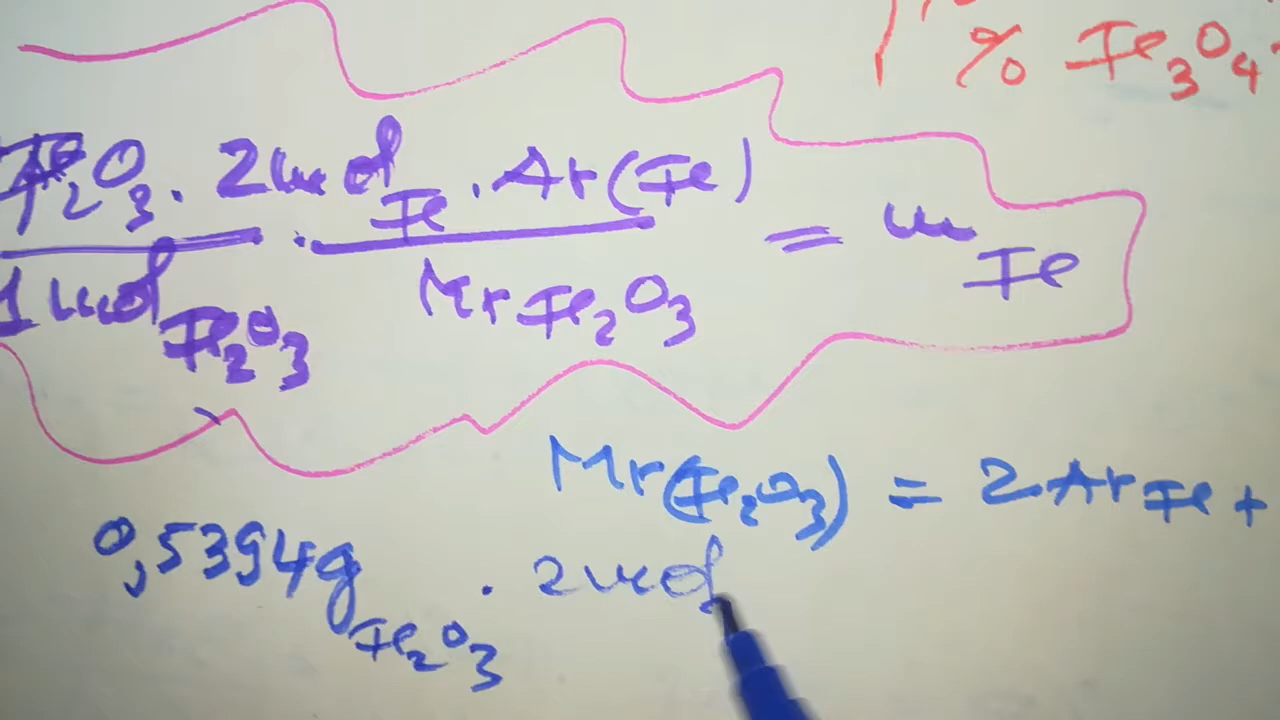 % Fe₃O₄
Fe₂O₃ . 2mol Fe . Ar(Fe)
1mol Fe₂O₃ . Mr Fe₂O₃ = m Fe
Mr(Fe₂O₃) = 2.Ar Fe +
0,5394g Fe₂O₃ . 2mol